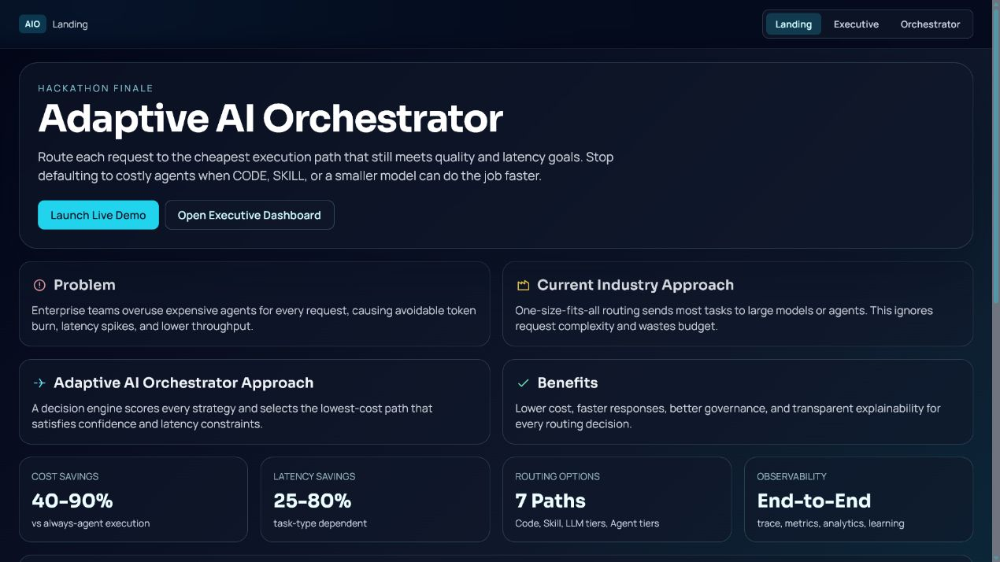 AIO Landing
Landing Executive Orchestrator
HACKATHON FINALE
Adaptive AI Orchestrator
Route each request to the cheapest execution path that still meets quality and latency goals. Stop
defaulting to costly agents when CODE, SKILL, or a smaller model can do the job faster.
Launch Live Demo
Open Executive Dashboard
Problem
Enterprise teams overuse expensive agents for every request, causing avoidable token
burn, latency spikes, and lower throughput.
Current Industry Approach
One-size-fits-all routing sends most tasks to large models or agents. This ignores
request complexity and wastes budget.
Adaptive AI Orchestrator Approach
A decision engine scores every strategy and selects the lowest-cost path that
satisfies confidence and latency constraints.
Benefits
Lower cost, faster responses, better governance, and transparent explainability for
every routing decision.
COST SAVINGS
40–90%
vs always-agent execution
LATENCY SAVINGS
25–80%
task-type dependent
ROUTING OPTIONS
7 Paths
Code, Skill, LLM tiers, Agent tiers
OBSERVABILITY
End-to-End
trace, metrics, analytics, learning